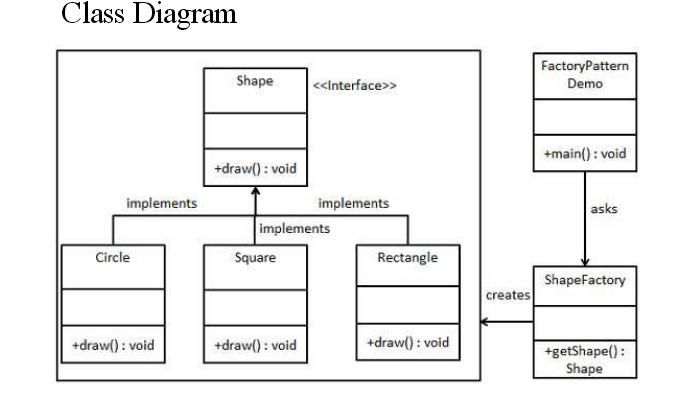 Class Diagram
Shape
<<Interface>>
+draw() : void
implements
implements
implements
Circle
+draw() : void
Square
+draw() : void
Rectangle
+draw() : void
FactoryPattern
Demo
+main() : void
asks
ShapeFactory
+getShape() :
Shape
creates